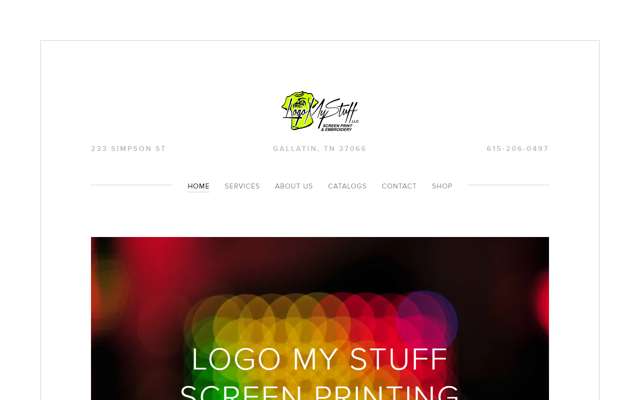 Logo My Stuff LLC
SCREEN PRINT
& EMBROIDERY
233 SIMPSON ST GALLATIN, TN 37066 615-206-0497
HOME SERVICES ABOUT US CATALOGS CONTACT SHOP
LOGO MY STUFF
SCREEN PRINTING